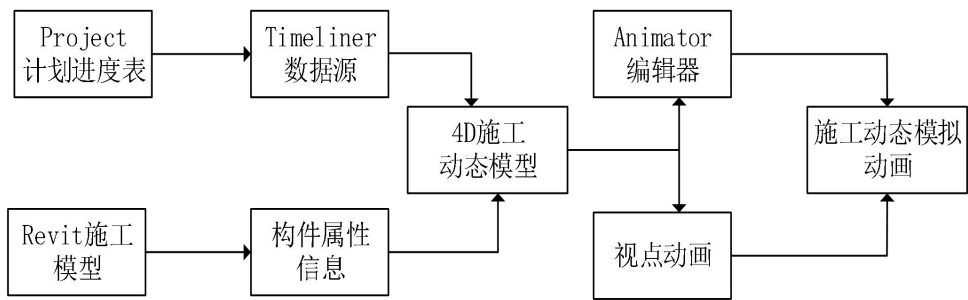 Project
计划进度表
Timeliner
数据源
Animator
编辑器
4D施工
动态模型
施工动态模拟
动画
Revit施工
模型
构件属性
信息
视点动画